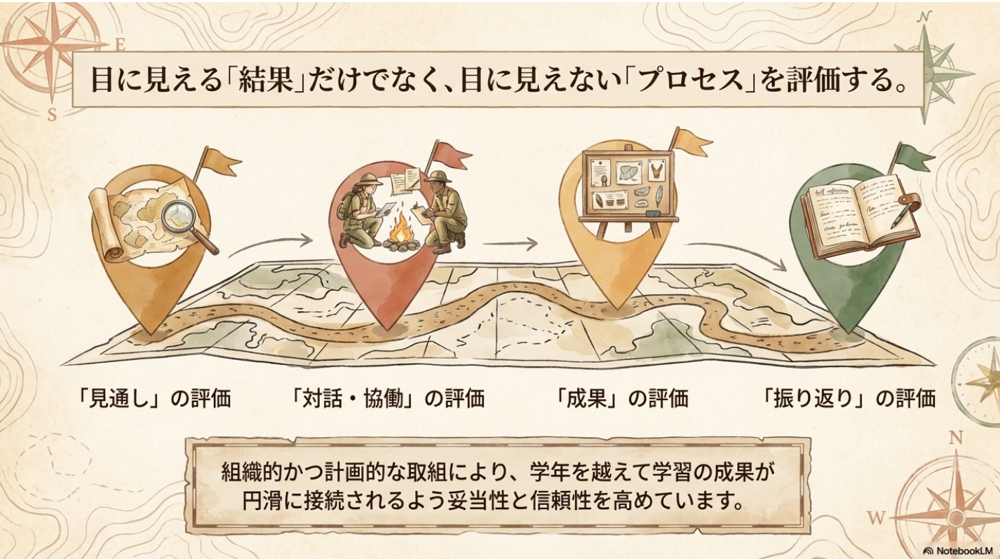 N
E
S
目に見える「結果」だけでなく、目に見えない「プロセス」を評価する。
「見通し」の評価
「対話・協働」の評価
「成果」の評価
「振り返り」の評価
組織的かつ計画的な取組により、学年を越えて学習の成果が
円滑に接続されるよう妥当性と信頼性を高めています。
N
W
NotebookLM